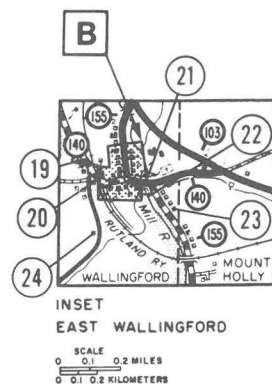 B
21
155
103
22
19
140
20
140
23
24
MILL R.
RUTLAND RY.
155
WALLINGFORD
MOUNT
HOLLY
INSET
EAST WALLINGFORD
SCALE
0 0.1 0.2 MILES
0 0.1 0.2 KILOMETERS